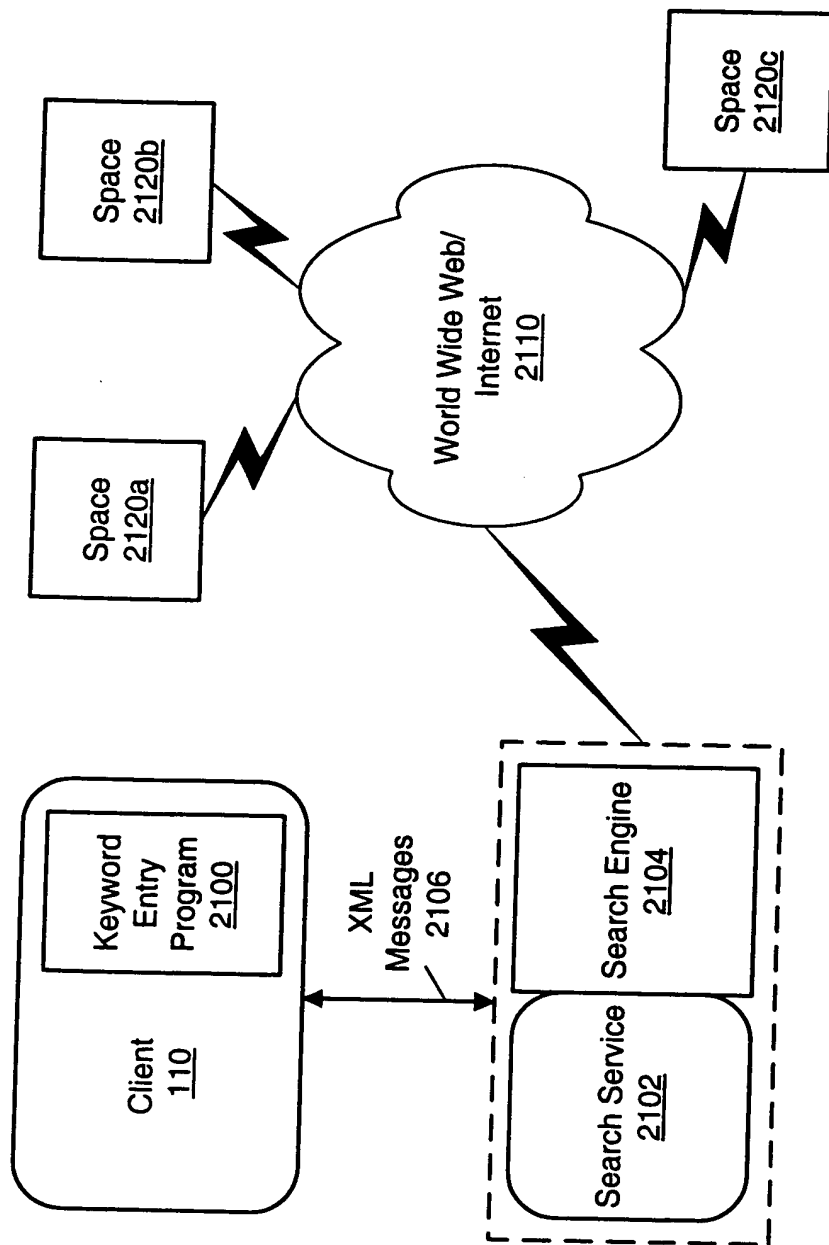 Client
110
Keyword
Entry
Program
2100
XML
Messages
2106
Search Service
2102
Search Engine
2104
Space
2120a
Space
2120b
World Wide Web/
Internet
2110
Space
2120c